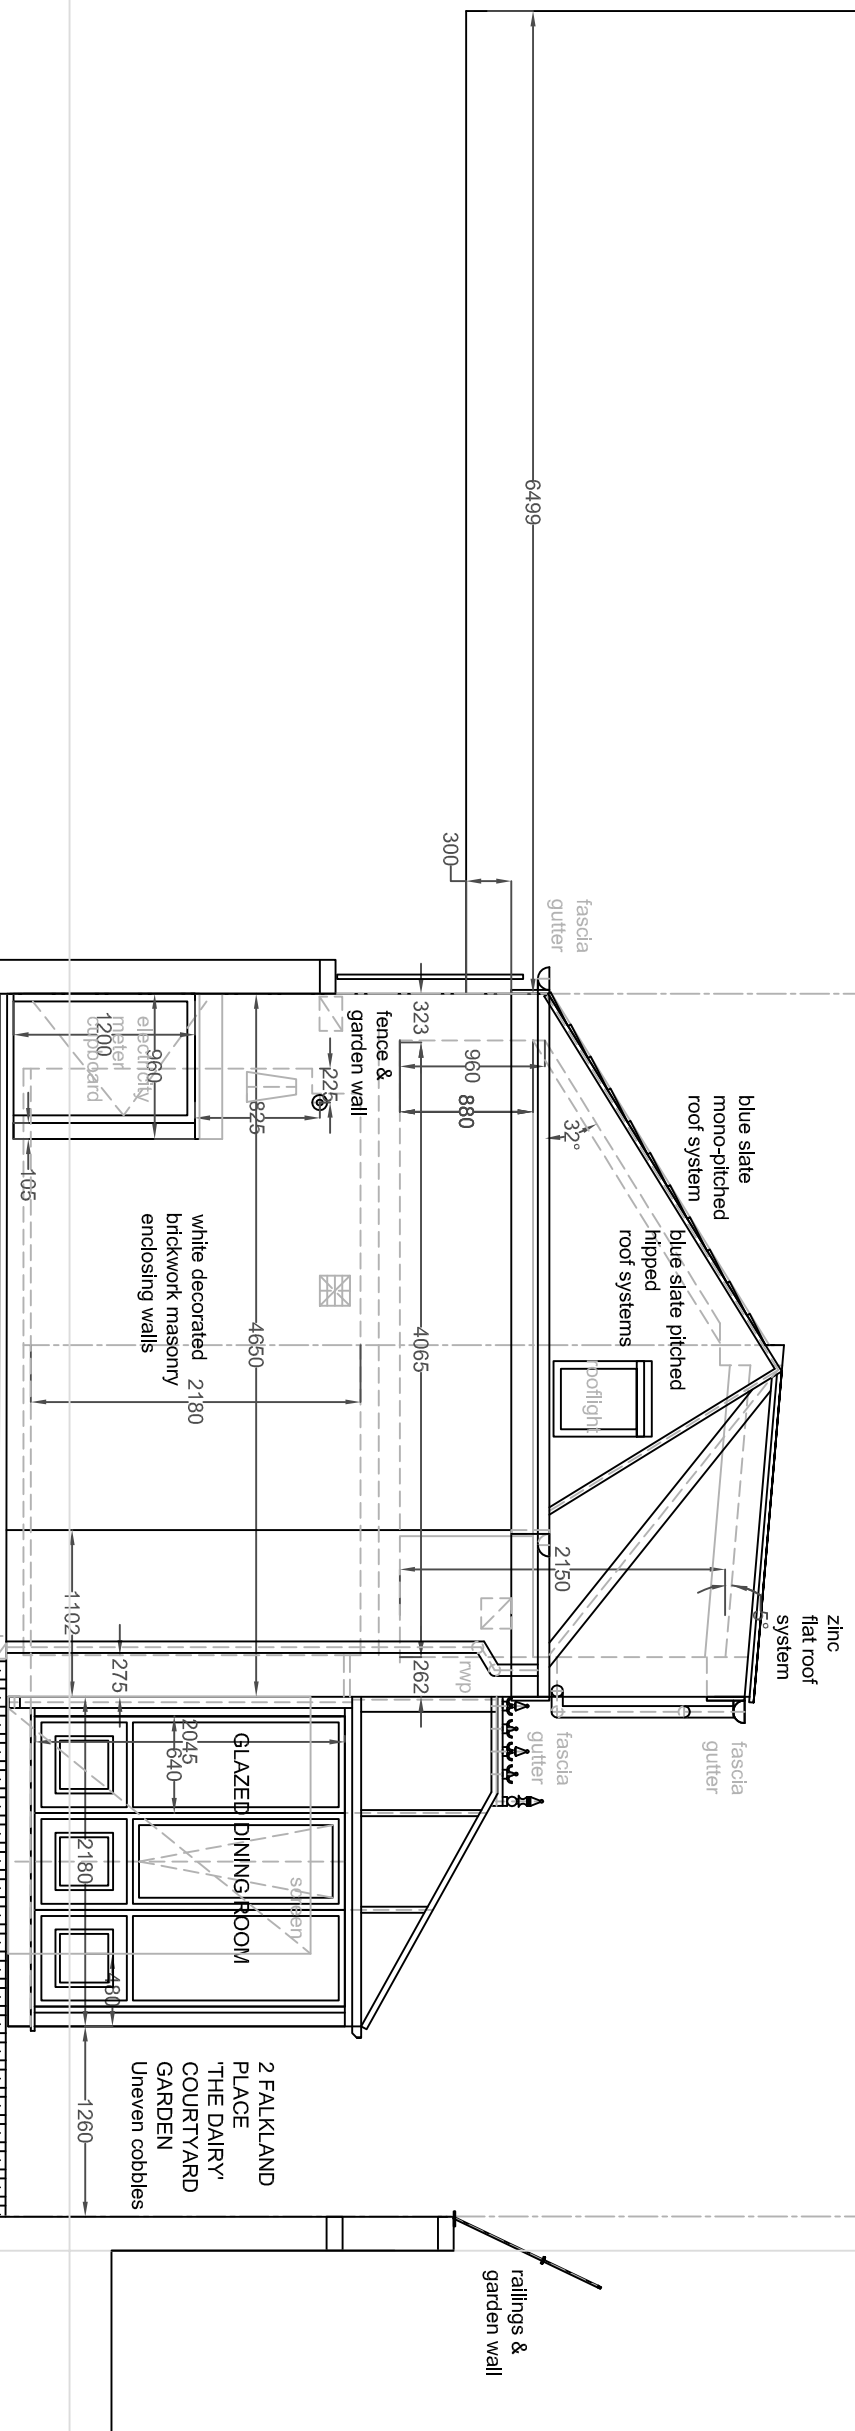 zinc
flat roof
system
5°
blue slate
mono-pitched
roof system
blue slate pitched
hipped
roof systems
rooflight
fascia
gutter
fascia
gutter
fascia
gutter
6499
300
32°
2150
323
960
880
4065
262
rwp
fence &
garden wall
225
825
4650
electricity
meter
cupboard
1200
960
105
white decorated
brickwork masonry
enclosing walls
2180
1102
275
2045
640
GLAZED DINING ROOM
screen
2180
480
1260
2 FALKLAND
PLACE
'THE DAIRY'
COURTYARD
GARDEN
Uneven cobbles
railings &
garden wall